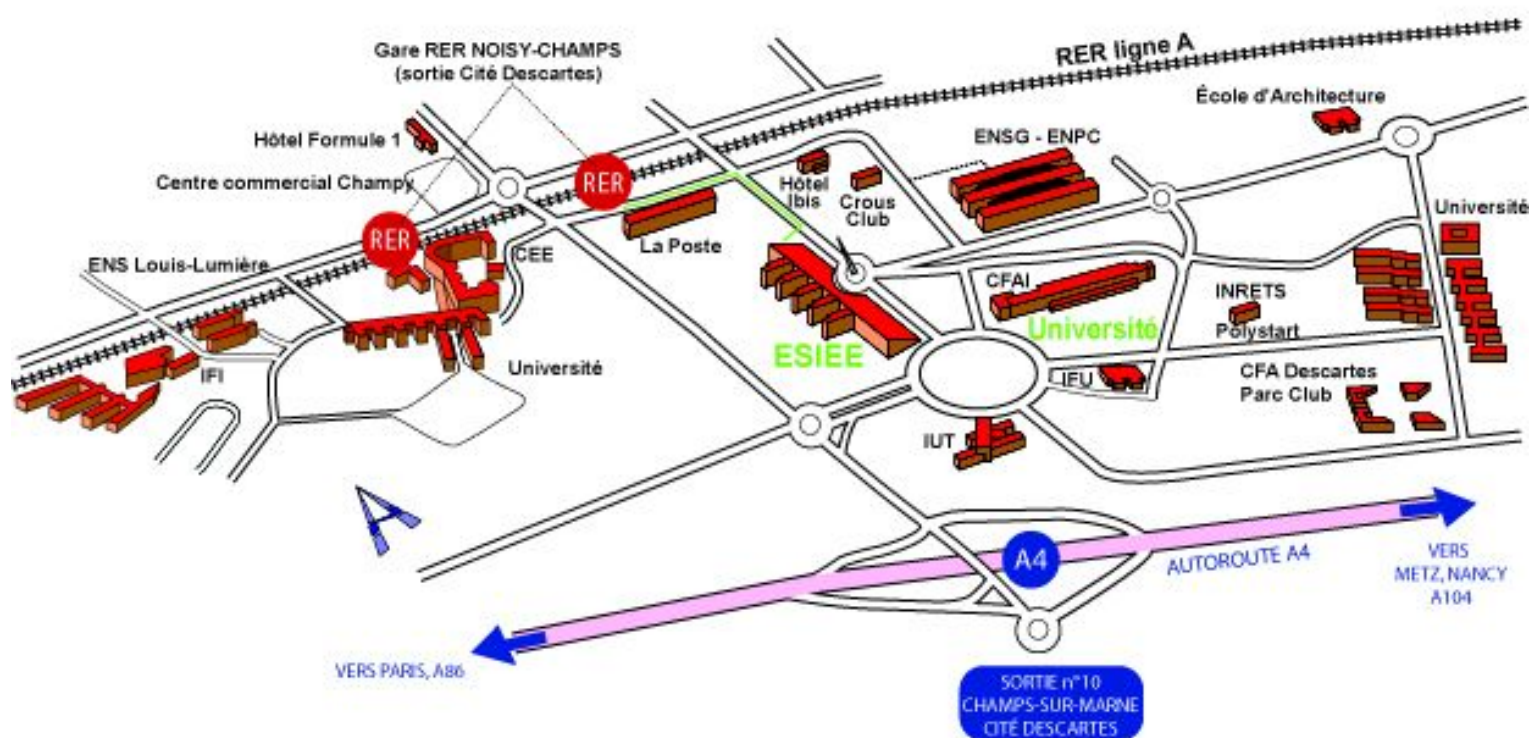 RER ligne A
Gare RER NOISY-CHAMPS
(sortie Cité Descartes)
École d'Architecture
Hôtel Formule 1
ENSG - ENPC
Centre commercial Champy
RER
Hôtel
Ibis
Crous
Club
Université
RER
La Poste
CEE
ENS Louis-Lumière
CFAI
INRETS
Polystart
Université
ESIEE
Université
IFI
IFU
CFA Descartes
Parc Club
IUT
A4
AUTOROUTE A4
VERS
METZ, NANCY
A104
VERS PARIS, A86
SORTIE n°10
CHAMPS-SUR-MARNE
CITÉ DESCARTES